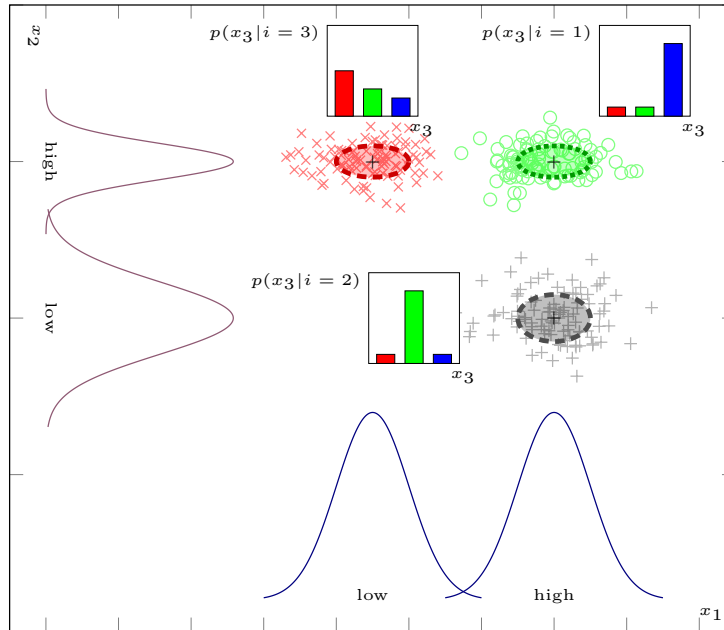 x₂
p(x₃|i = 3)
p(x₃|i = 1)
x₃
x₃
high
p(x₃|i = 2)
low
x₃
low
high
x₁